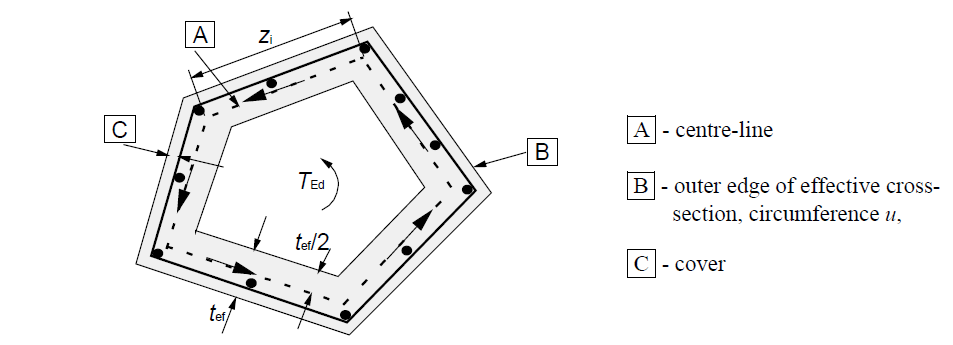 A
zi
C
B
TEd
tef/2
tef
A - centre-line
B - outer edge of effective cross-
section, circumference u,
C - cover